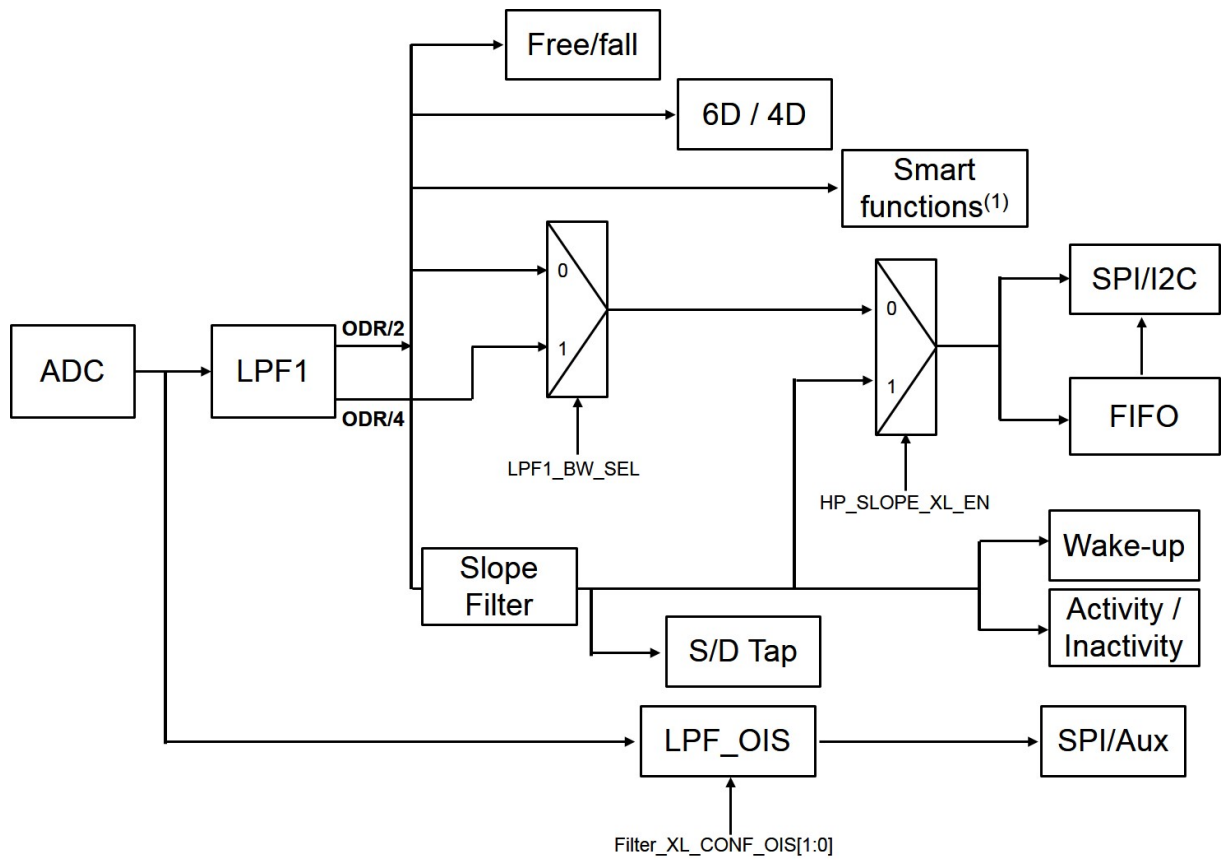 Free/fall
6D / 4D
Smart
functions(1)
0
1
0
1
SPI/I2C
ADC
LPF1
ODR/2
ODR/4
FIFO
LPF1_BW_SEL
HP_SLOPE_XL_EN
Slope
Filter
Wake-up
Activity /
Inactivity
S/D Tap
LPF_OIS
SPI/Aux
Filter_XL_CONF_OIS[1:0]